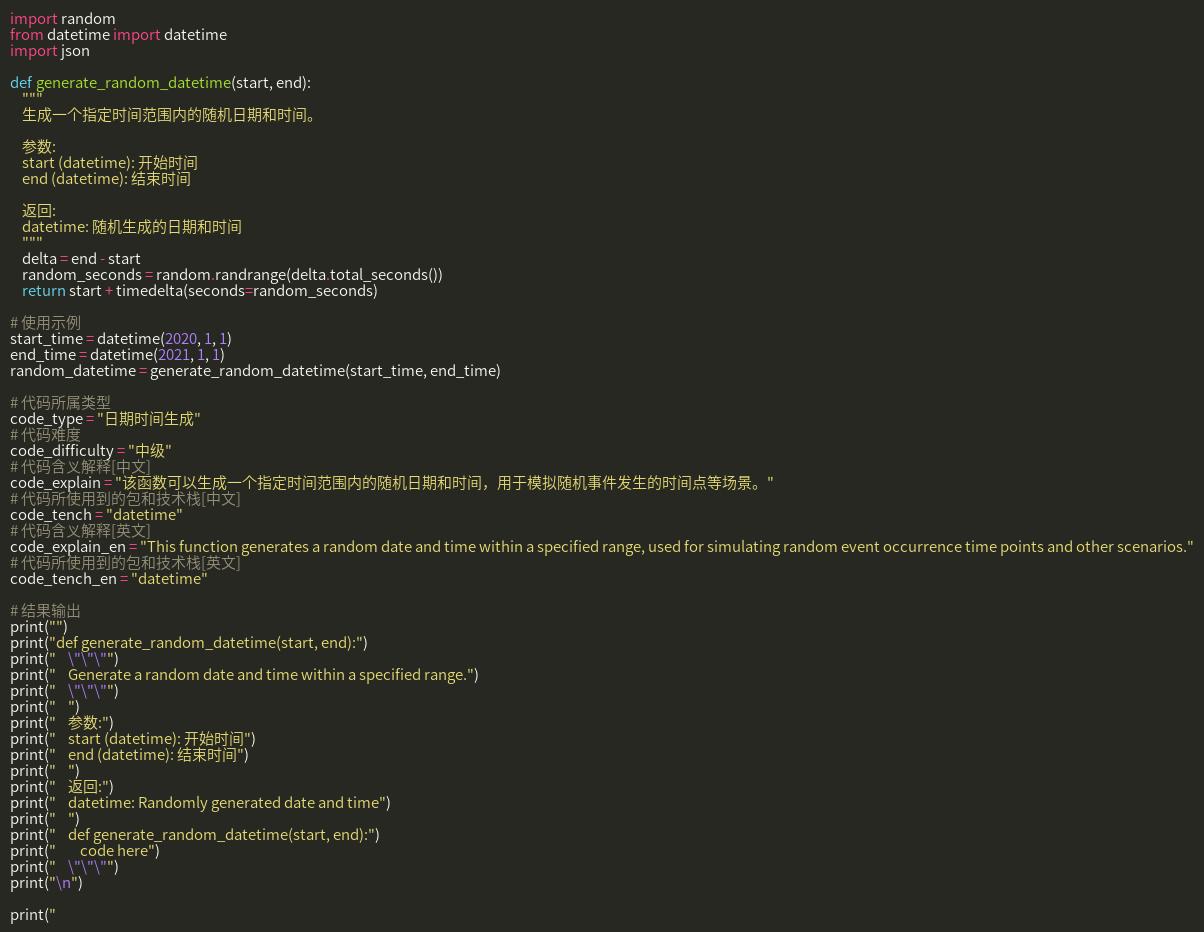 import random
from datetime import datetime
import json

def generate_random_datetime(start, end):
    """
    生成一个指定时间范围内的随机日期和时间。

    参数:
    start (datetime): 开始时间
    end (datetime): 结束时间

    返回:
    datetime: 随机生成的日期和时间
    """
    delta = end - start
    random_seconds = random.randrange(delta.total_seconds())
    return start + timedelta(seconds=random_seconds)

# 使用示例
start_time = datetime(2020, 1, 1)
end_time = datetime(2021, 1, 1)
random_datetime = generate_random_datetime(start_time, end_time)

# 代码所属类型
code_type = "日期时间生成"
# 代码难度
code_difficulty = "中级"
# 代码含义解释[中文]
code_explain = "该函数可以生成一个指定时间范围内的随机日期和时间，用于模拟随机事件发生的时间点等场景。"
# 代码所使用到的包和技术栈[中文]
code_tench = "datetime"
# 代码含义解释[英文]
code_explain_en = "This function generates a random date and time within a specified range, used for simulating random event occurrence time points and other scenarios."
# 代码所使用到的包和技术栈[英文]
code_tench_en = "datetime"

# 结果输出
print("")
print("def generate_random_datetime(start, end):")
print("    \"\"\"")
print("    Generate a random date and time within a specified range.")
print("    \"\"\"")
print("    ")
print("    参数:")
print("    start (datetime): 开始时间")
print("    end (datetime): 结束时间")
print("    ")
print("    返回:")
print("    datetime: Randomly generated date and time")
print("    ")
print("    def generate_random_datetime(start, end):")
print("        code here")
print("    \"\"\"")
print("\n")

print("